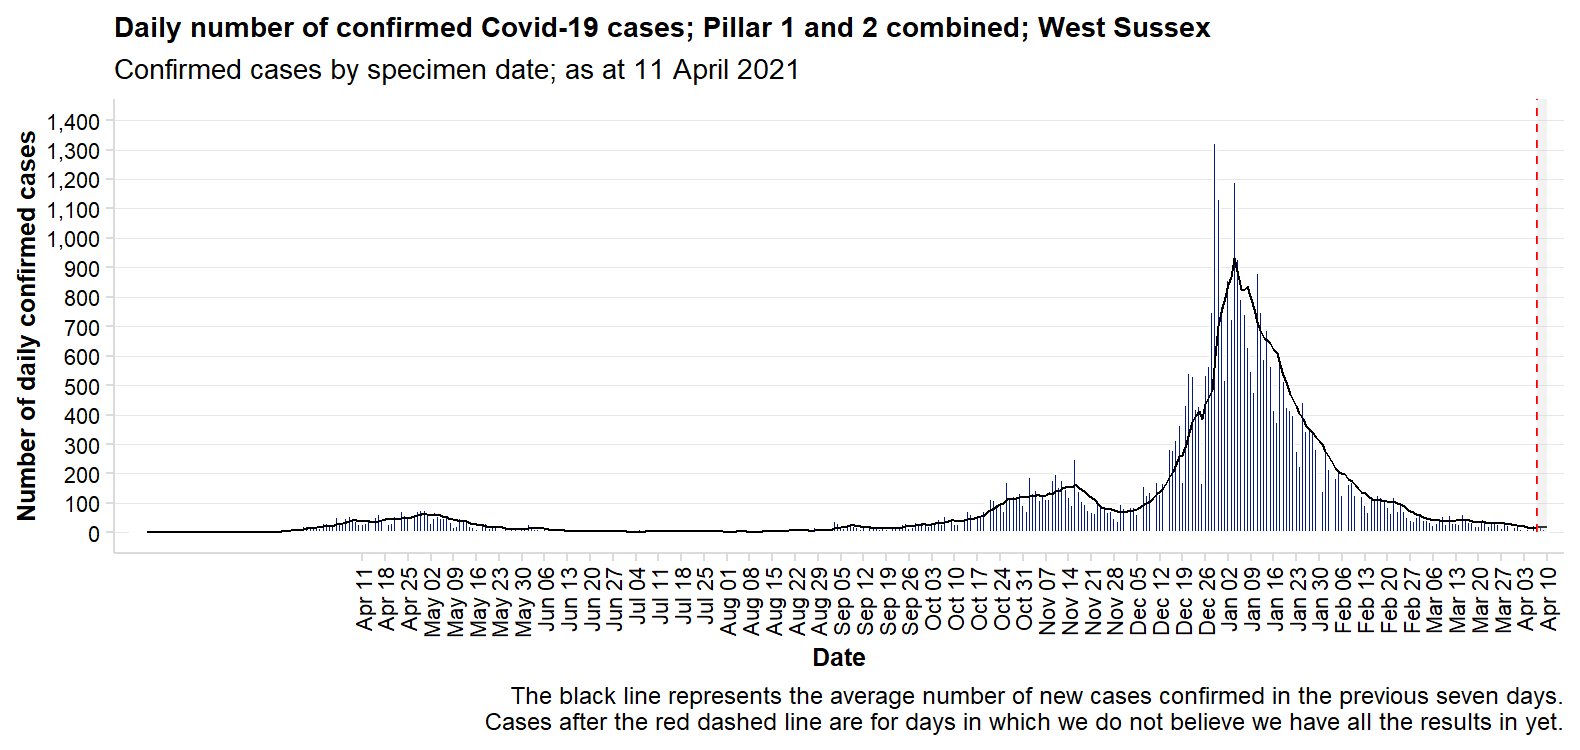 Daily number of confirmed Covid-19 cases; Pillar 1 and 2 combined; West Sussex
Confirmed cases by specimen date; as at 11 April 2021
Number of daily confirmed cases
1,400
1,300
1,200
1,100
1,000
900
800
700
600
500
400
300
200
100
0
Apr 11
Apr 18
Apr 25
May 02
May 09
May 16
May 23
May 30
Jun 06
Jun 13
Jun 20
Jun 27
Jul 04
Jul 11
Jul 18
Jul 25
Aug 01
Aug 08
Aug 15
Aug 22
Aug 29
Sep 05
Sep 12
Sep 19
Sep 26
Oct 03
Oct 10
Oct 17
Oct 24
Oct 31
Nov 07
Nov 14
Nov 21
Nov 28
Dec 05
Dec 12
Dec 19
Dec 26
Jan 02
Jan 09
Jan 16
Jan 23
Jan 30
Feb 06
Feb 13
Feb 20
Feb 27
Mar 06
Mar 13
Mar 20
Mar 27
Apr 03
Apr 10
Date
The black line represents the average number of new cases confirmed in the previous seven days.
Cases after the red dashed line are for days in which we do not believe we have all the results in yet.